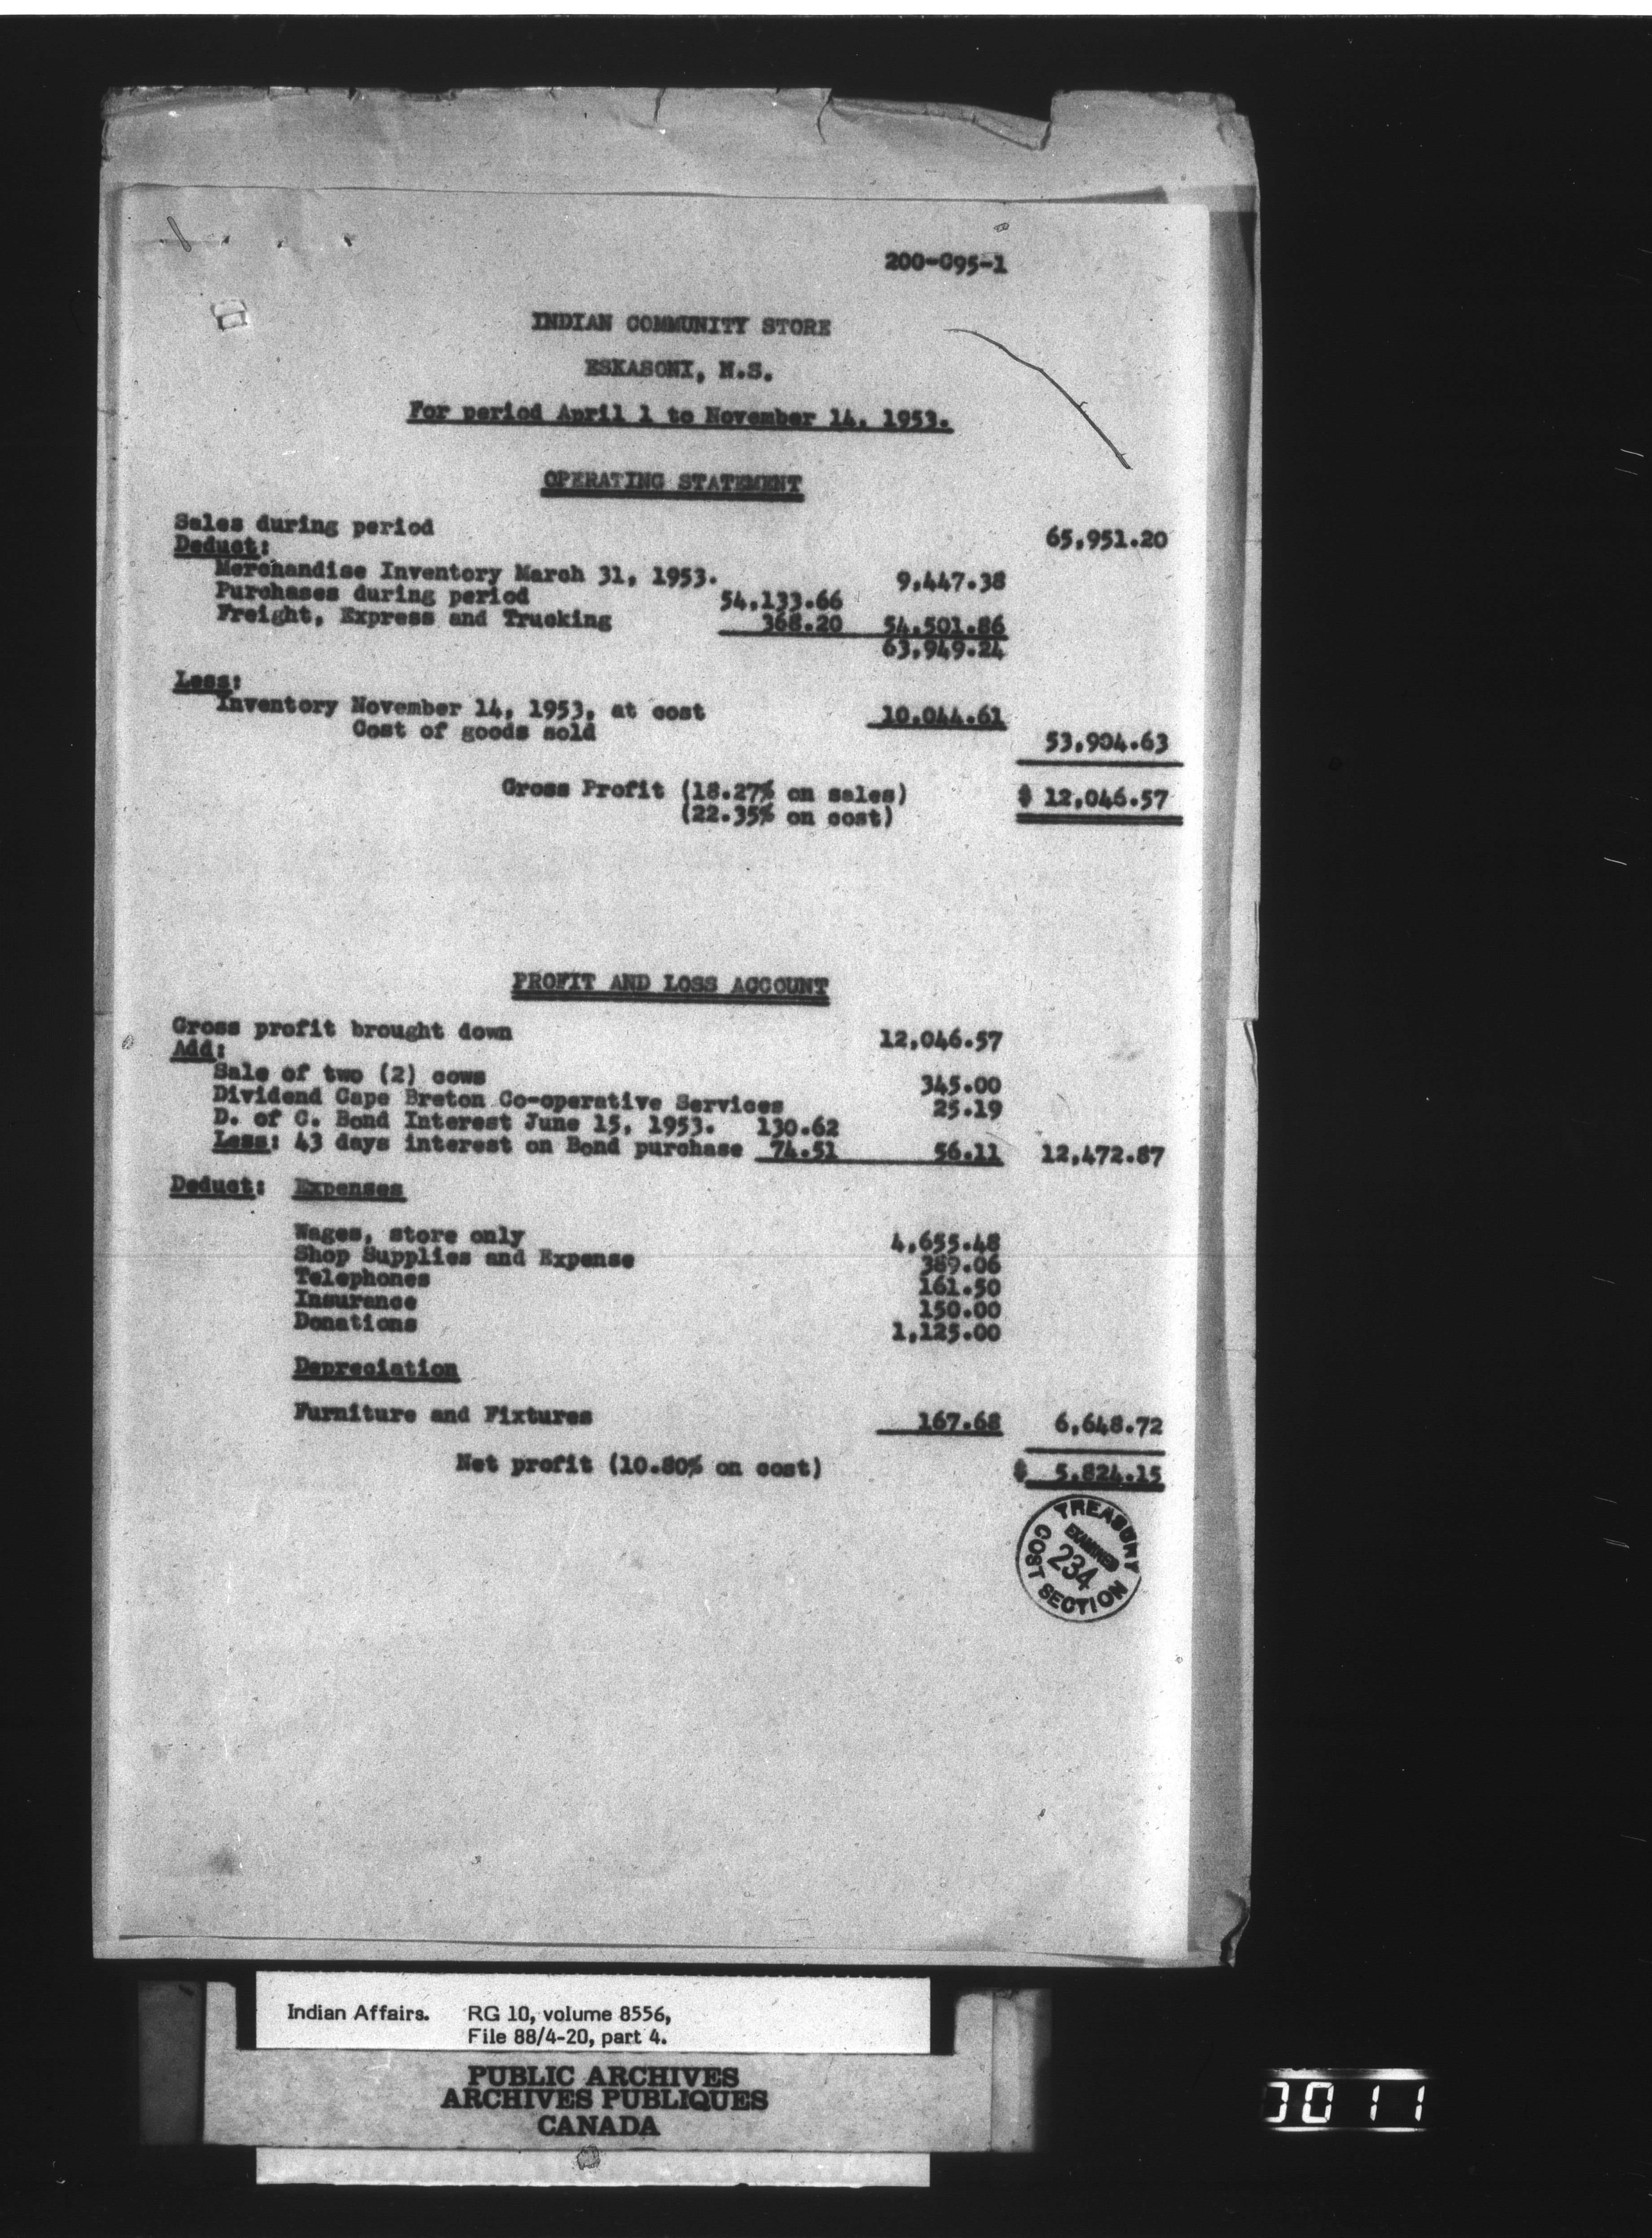 200-C95-1
INDIAN COMMUNITY STORE
ESKASONI, N.S.
For period April 1 to November 14, 1953.
OPERATING STATEMENT
Sales during period 65,951.20
Deduct:
Merchandise Inventory March 31, 1953. 9,447.38
Purchases during period 54,133.66
Freight, Express and Trucking 368.20 54,501.86
63,949.24
Less:
Inventory November 14, 1953, at cost 10,044.61
Cost of goods sold 53,904.63
Gross Profit (18.27% on sales) $ 12,046.57
(22.35% on cost)
PROFIT AND LOSS ACCOUNT
Gross profit brought down 12,046.57
Add:
Sale of two (2) cows 345.00
Dividend Cape Breton Co-operative Services 25.19
D. of C. Bond Interest June 15, 1953. 130.62
Less: 43 days interest on Bond purchase 74.51 56.11 12,472.87
Deduct: Expenses
Wages, store only 4,655.48
Shop Supplies and Expense 389.06
Telephones 161.50
Insurance 150.00
Donations 1,125.00
Depreciation
Furniture and Fixtures 167.68 6,648.72
Net profit (10.80% on cost) $ 5,824.15
TREASURY
EXAMINED
234
COST SECTION
Indian Affairs. RG 10, volume 8556,
File 88/4-20, part 4.
PUBLIC ARCHIVES
ARCHIVES PUBLIQUES
CANADA
0011